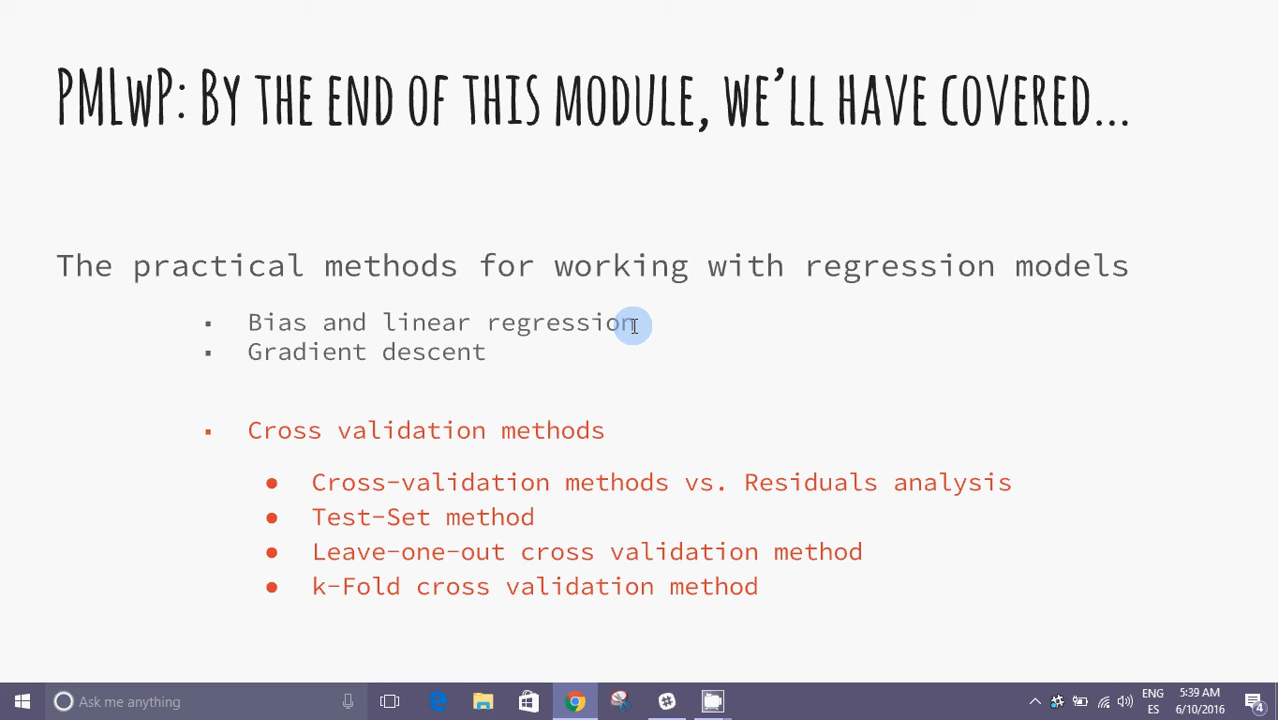 PMLwP: By the end of this module, we’ll have covered...
The practical methods for working with regression models
▪ Bias and linear regression
▪ Gradient descent
▪ Cross validation methods
● Cross-validation methods vs. Residuals analysis
● Test-Set method
● Leave-one-out cross validation method
● k-Fold cross validation method
Ask me anything
ENG
ES
5:39 AM
6/10/2016
4